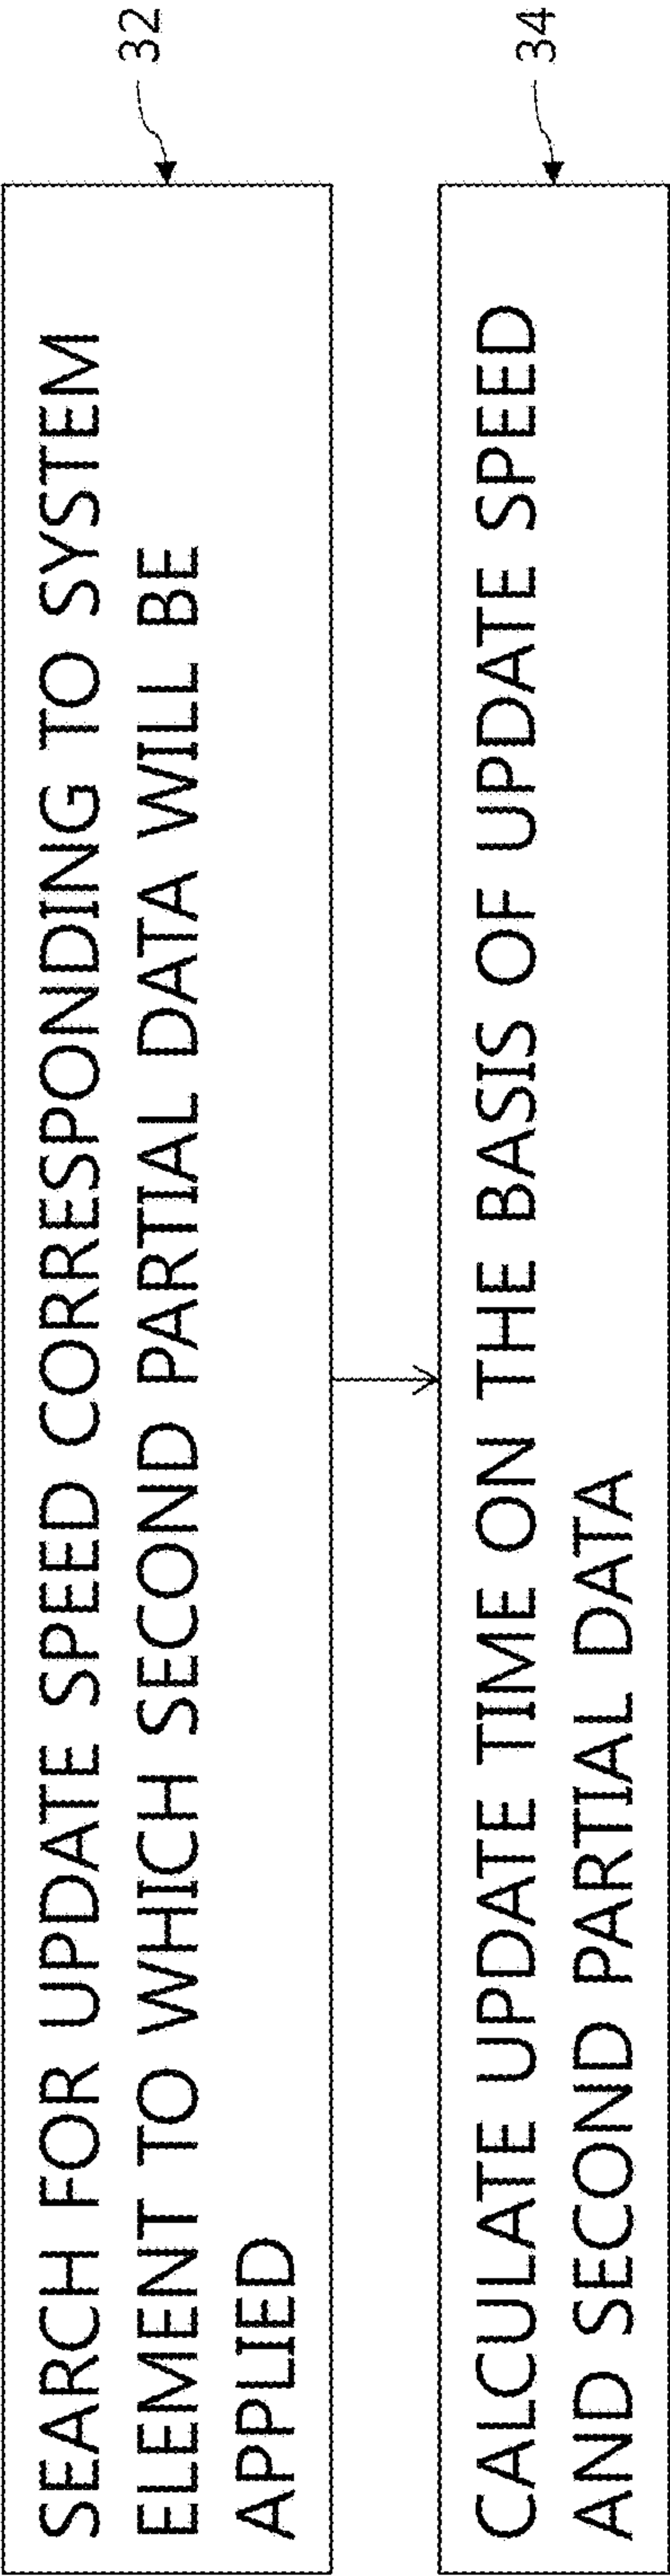 SEARCH FOR UPDATE SPEED CORRESPONDING TO SYSTEM
ELEMENT TO WHICH SECOND PARTIAL DATA WILL BE
APPLIED
32
CALCULATE UPDATE TIME ON THE BASIS OF UPDATE SPEED
AND SECOND PARTIAL DATA
34